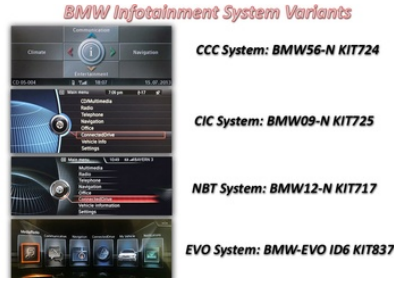 BMW Infotainment System Variants
Communication
Climate
Navigation
Entertainment
CCC System: BMW56-N KIT724
Main menu
CD/Multimedia
Radio
Telephone
Navigation
Office
ConnectedDrive
Vehicle Info
Settings
CIC System: BMW09-N KIT725
Main menu
Multimedia
Radio
Telephone
Navigation
Office
ConnectedDrive
Vehicle Information
Settings
NBT System: BMW12-N KIT717
EVO System: BMW-EVO ID6 KIT837